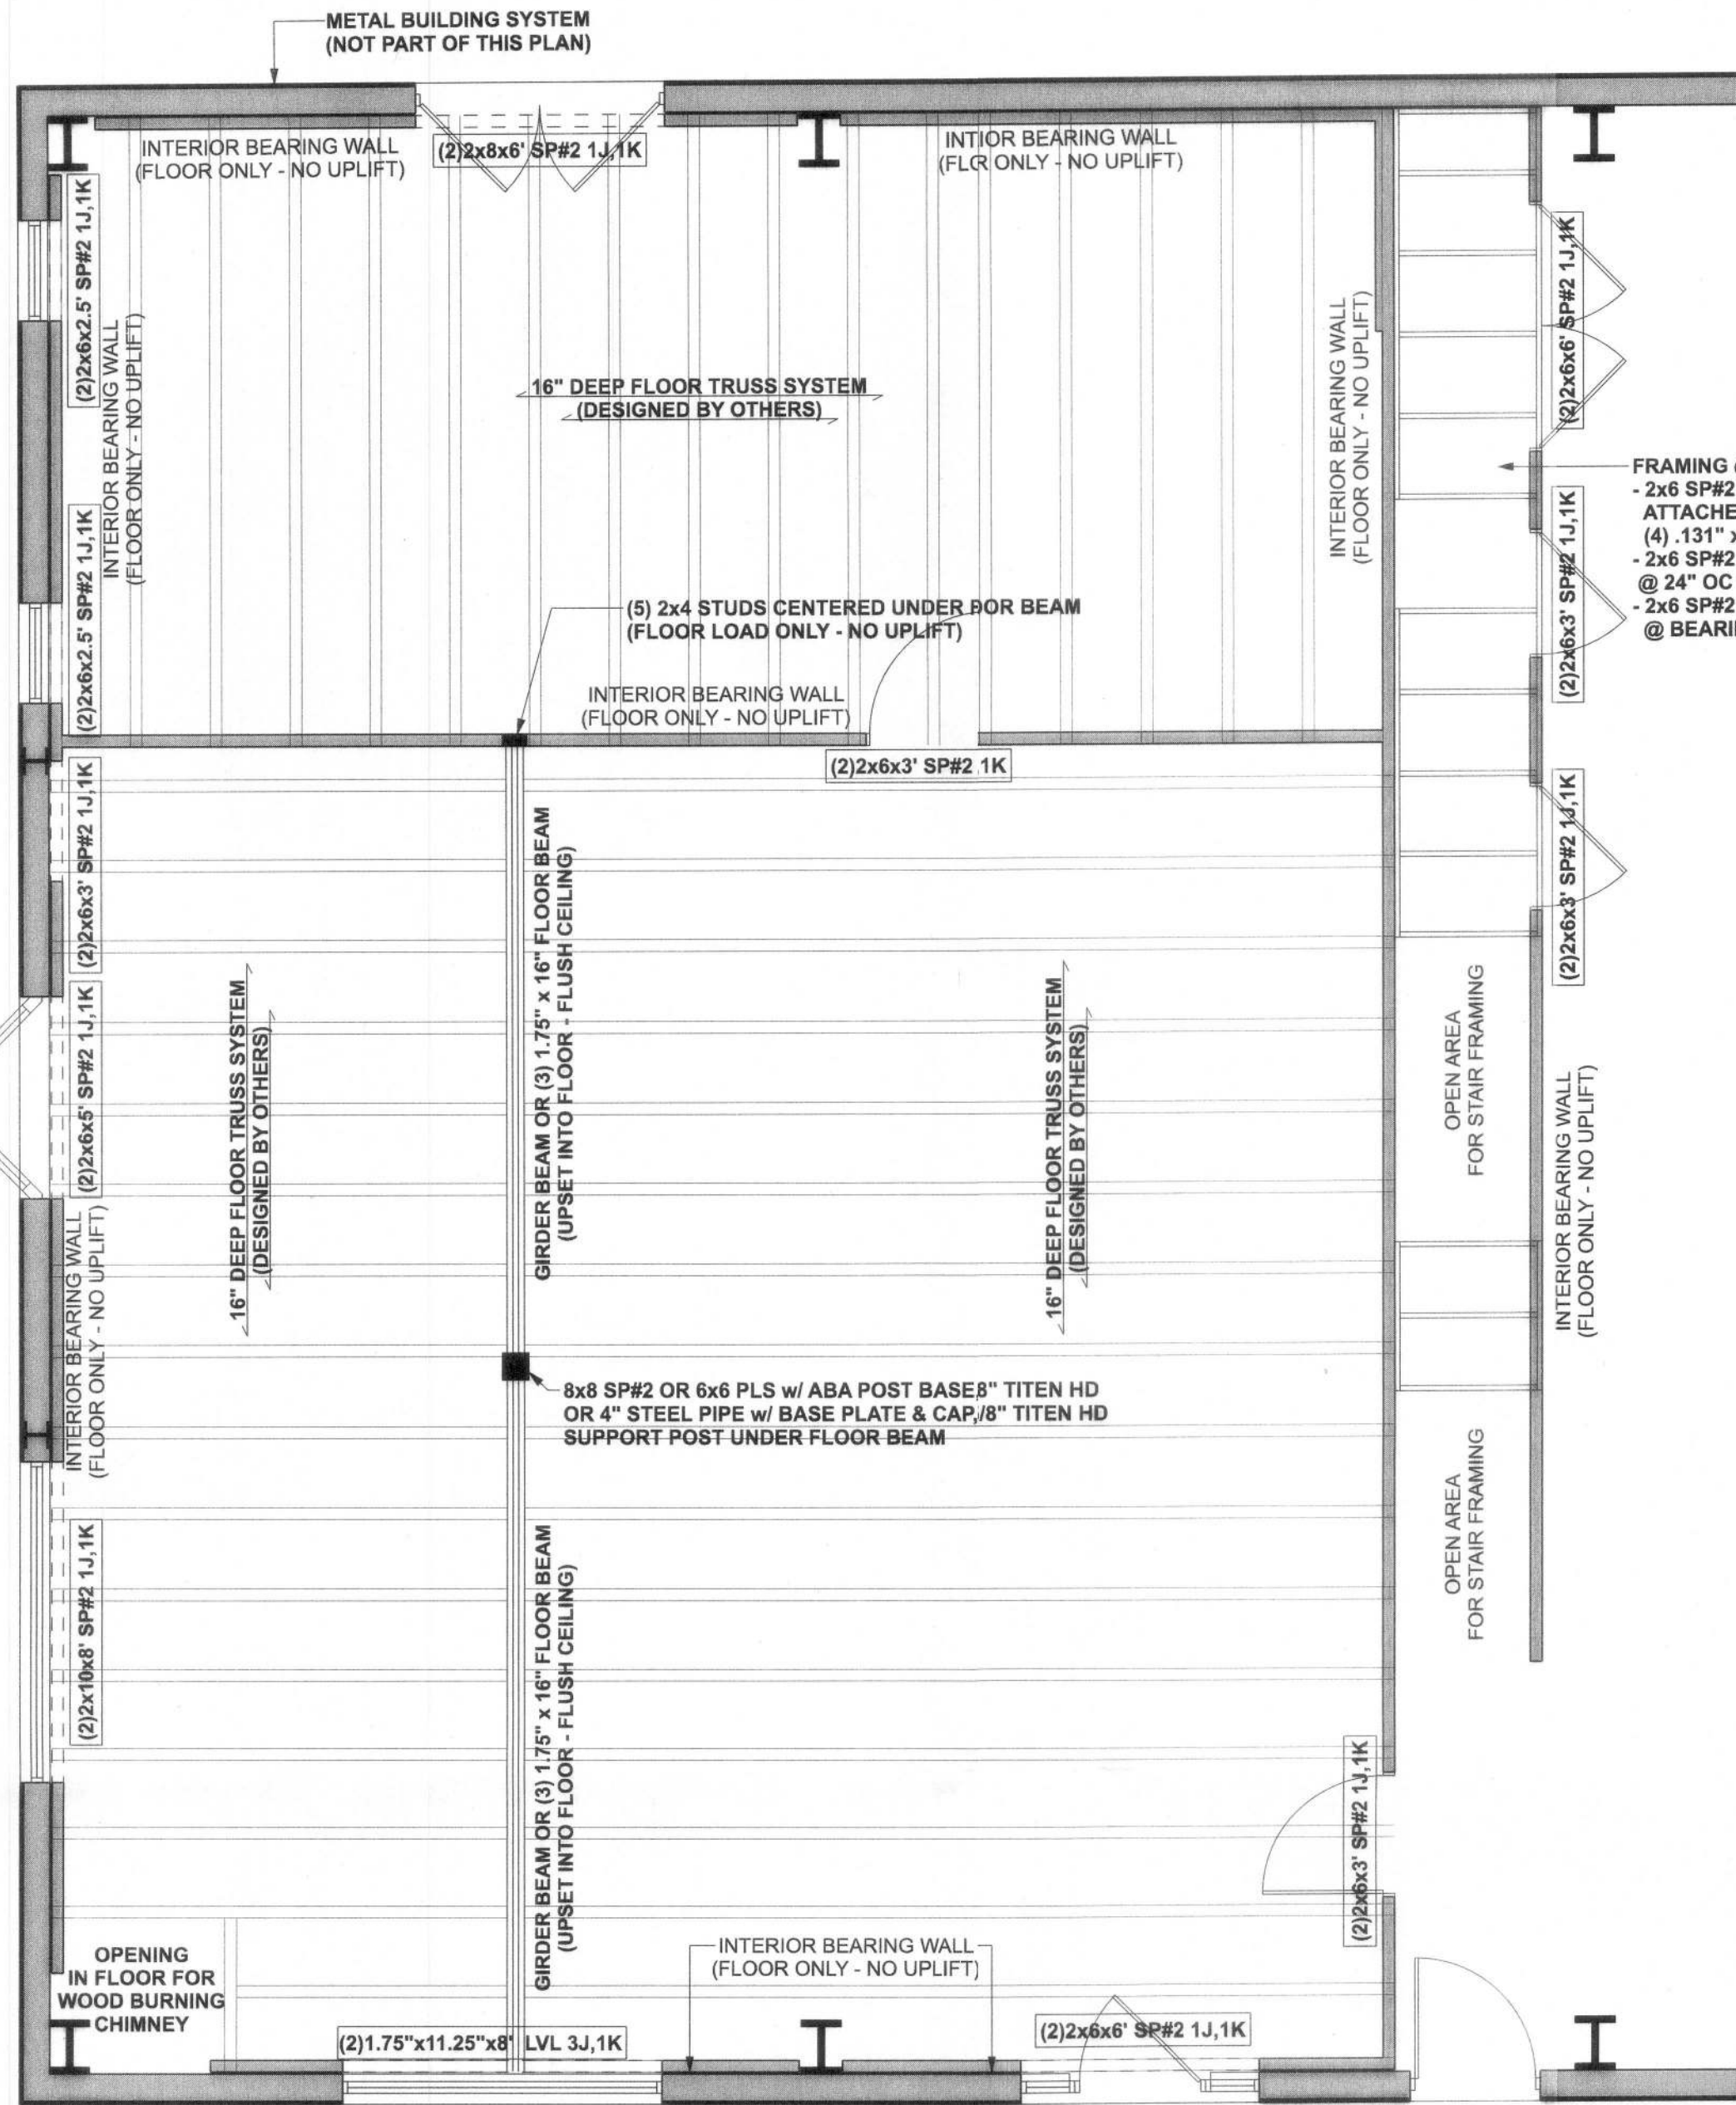 METAL BUILDING SYSTEM
(NOT PART OF THIS PLAN)
INTERIOR BEARING WALL
(FLOOR ONLY - NO UPLIFT)
(2)2x8x6' SP#2 1J,1K
INTIOR BEARING WALL
(FLCR ONLY - NO UPLIFT)
(2)2x6x2.5' SP#2 1J,1K
INTERIOR BEARING WALL
(FLOOR ONLY - NO UPLIFT)
(2)2x6x2.5' SP#2 1J,1K
16" DEEP FLOOR TRUSS SYSTEM
(DESIGNED BY OTHERS)
INTERIOR BEARING WALL
(FLOOR ONLY - NO UPLIFT)
(2)2x6x6' SP#2 1J,1K
FRAMING
- 2x6 SP#2
ATTACHE
(4) .131" x
- 2x6 SP#2
@ 24" OC
- 2x6 SP#2
@ BEARI
(2)2x6x3' SP#2 1J,1K
(5) 2x4 STUDS CENTERED UNDER DOR BEAM
(FLOOR LOAD ONLY - NO UPLIFT)
INTERIOR BEARING WALL
(FLOOR ONLY - NO UPLIFT)
(2)2x6x3' SP#2 1K
(2)2x6x3' SP#2 1J,1K
(2)2x6x3' SP#2 1J,1K
(2)2x6x5' SP#2 1J,1K
16" DEEP FLOOR TRUSS SYSTEM
(DESIGNED BY OTHERS)
GIRDER BEAM OR (3) 1.75" x 16" FLOOR BEAM
(UPSET INTO FLOOR - FLUSH CEILING)
16" DEEP FLOOR TRUSS SYSTEM
(DESIGNED BY OTHERS)
OPEN AREA
FOR STAIR FRAMING
INTERIOR BEARING WALL
(FLOOR ONLY - NO UPLIFT)
INTERIOR BEARING WALL
(FLOOR ONLY - NO UPLIFT)
8x8 SP#2 OR 6x6 PLS w/ ABA POST BASE,8" TITEN HD
OR 4" STEEL PIPE w/ BASE PLATE & CAP,/8" TITEN HD
SUPPORT POST UNDER FLOOR BEAM
(2)2x10x8' SP#2 1J,1K
GIRDER BEAM OR (3) 1.75" x 16" FLOOR BEAM
(UPSET INTO FLOOR - FLUSH CEILING)
OPEN AREA
FOR STAIR FRAMING
(2)2x6x3' SP#2 1J,1K
OPENING
IN FLOOR FOR
WOOD BURNING
CHIMNEY
INTERIOR BEARING WALL
(FLOOR ONLY - NO UPLIFT)
(2)1.75"x11.25"x8' LVL 3J,1K
(2)2x6x6' SP#2 1J,1K